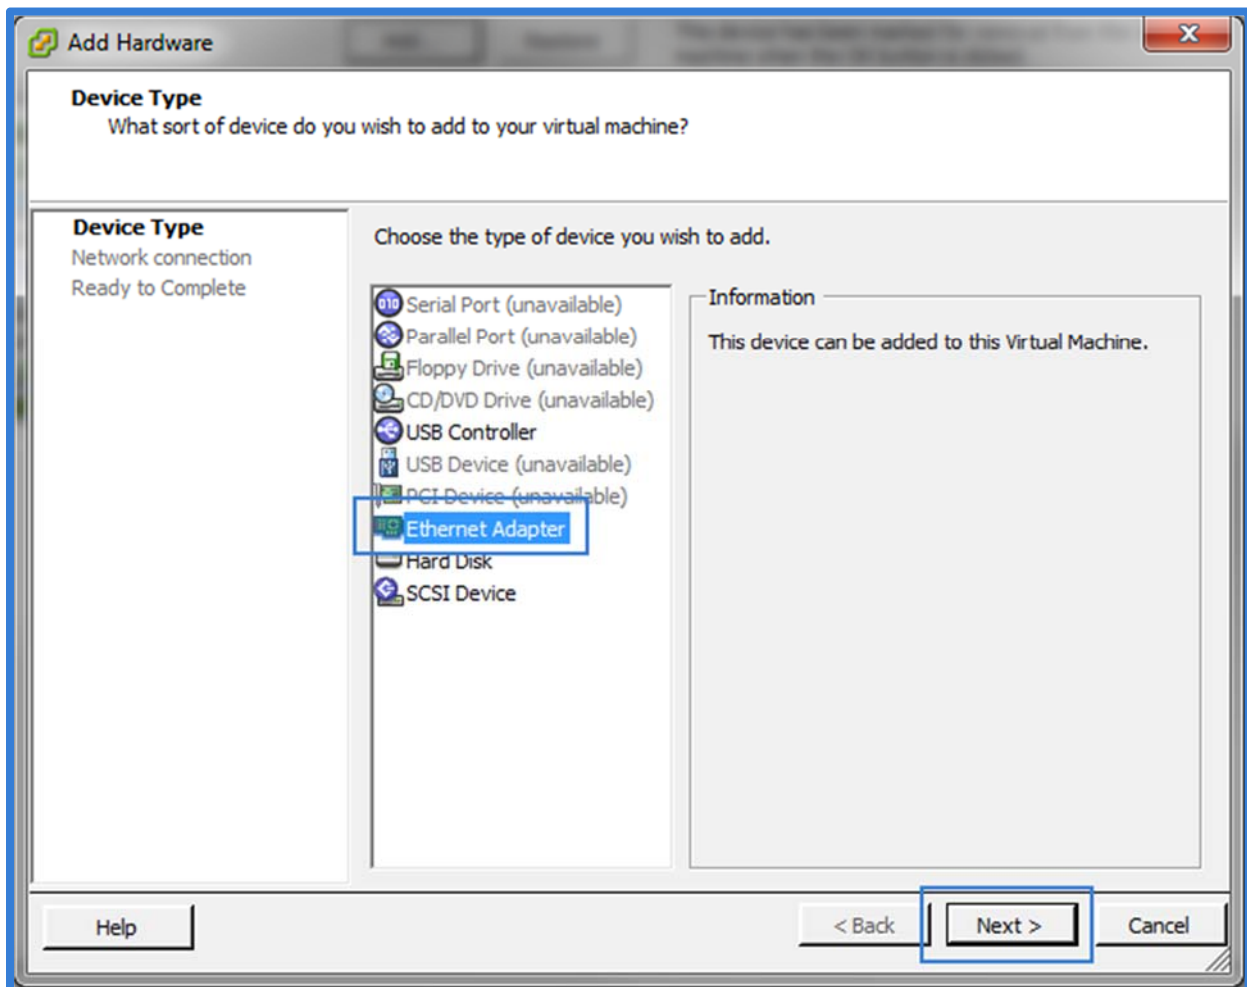 Add Hardware
Device Type
What sort of device do you wish to add to your virtual machine?
Device Type
Network connection
Ready to Complete
Choose the type of device you wish to add.
Serial Port (unavailable)
Parallel Port (unavailable)
Floppy Drive (unavailable)
CD/DVD Drive (unavailable)
USB Controller
USB Device (unavailable)
PCI Device (unavailable)
Ethernet Adapter
Hard Disk
SCSI Device
Information
This device can be added to this Virtual Machine.
Help
< Back
Next >
Cancel